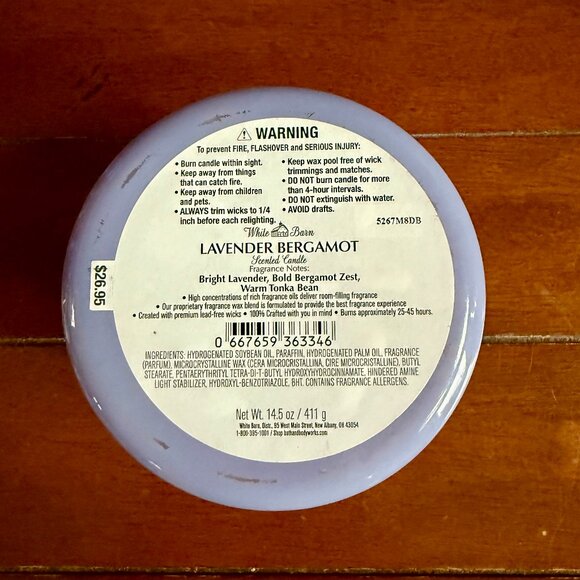 ⚠ WARNING
To prevent FIRE, FLASHOVER and SERIOUS INJURY:
• Burn candle within sight.
• Keep away from things
that can catch fire.
• Keep away from children
and pets.
• ALWAYS trim wicks to 1/4
inch before each relighting.
• Keep wax pool free of wick
trimmings and matches.
• DO NOT burn candle for more
than 4-hour intervals.
• DO NOT extinguish with water.
• AVOID drafts.
5267M8DB
White Barn
LAVENDER BERGAMOT
Scented Candle
Fragrance Notes:
Bright Lavender, Bold Bergamot Zest,
Warm Tonka Bean
• High concentrations of rich fragrance oils deliver room-filling fragrance
• Our proprietary fragrance wax blend is formulated to provide the best fragrance experience
• Created with premium lead-free wicks • 100% Crafted with you in mind • Burns approximately 25-45 hours.
0 667659 363346
INGREDIENTS: HYDROGENATED SOYBEAN OIL, PARAFFIN, HYDROGENATED PALM OIL, FRAGRANCE
(PARFUM), MICROCRYSTALLINE WAX (CERA MICROCRISTALLINA, CIRE MICROCRISTALLINE), BUTYL
STEARATE, PENTAERYTHRITYL TETRA-DI-T-BUTYL HYDROXYHYDROCINNAMATE, HINDERED AMINE
LIGHT STABILIZER, HYDROXYL-BENZOTRIAZOLE, BHT. CONTAINS FRAGRANCE ALLERGENS.
Net Wt. 14.5 oz / 411 g
White Barn, Distr., 95 West Main Street, New Albany, OH 43054
1-800-395-1001 / Shop bathandbodyworks.com
$26.95